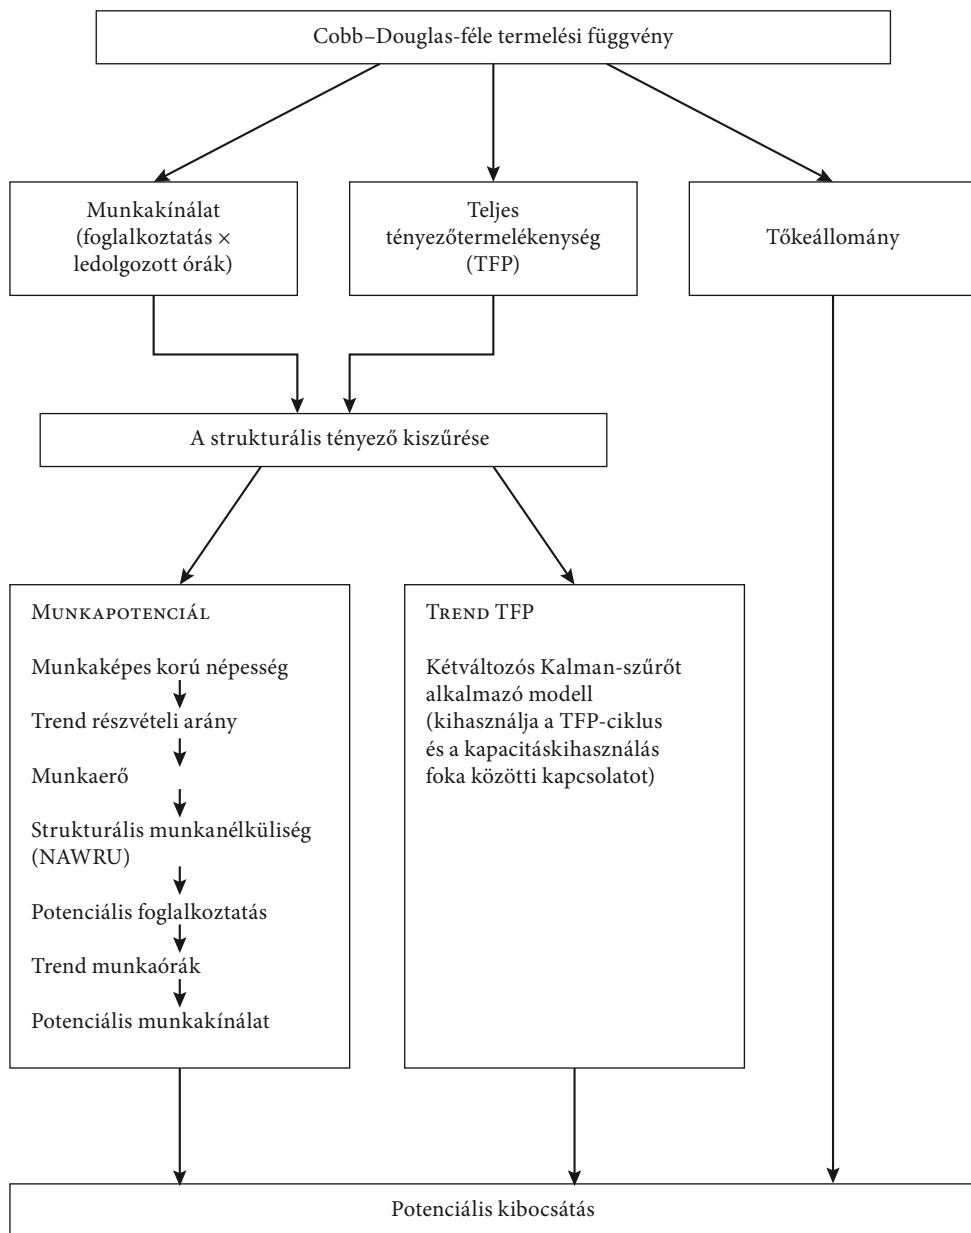 Cobb–Douglas-féle termelési függvény
Munkakínálat
(foglalkoztatás ×
ledolgozott órák)
Teljes
tényezőtermelékenység
(TFP)
Tőkeállomány
A strukturális tényező kiszűrése
Munkapotenciál
Munkaképes korú népesség
Trend részvételi arány
Munkaerő
Strukturális munkanélküliség
(NAWRU)
Potenciális foglalkoztatás
Trend munkaórák
Potenciális munkakínálat
Trend TFP
Kétváltozós Kalman-szűrőt
alkalmazó modell
(kihasználja a TFP-ciklus
és a kapacitáskihasználás
foka közötti kapcsolatot)
Potenciális kibocsátás